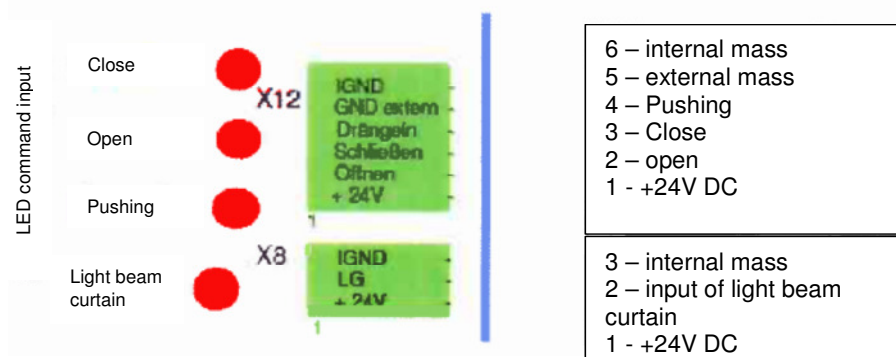 LED command input
Close
Open
Pushing
Light beam
curtain
X12
IGND
GND extern
Drängeln
Schließen
Öffnen
+ 24V
1
X8
IGND
LG
+ 24V
1
6 – internal mass
5 – external mass
4 – Pushing
3 – Close
2 – open
1 - +24V DC
3 – internal mass
2 – input of light beam
curtain
1 - +24V DC